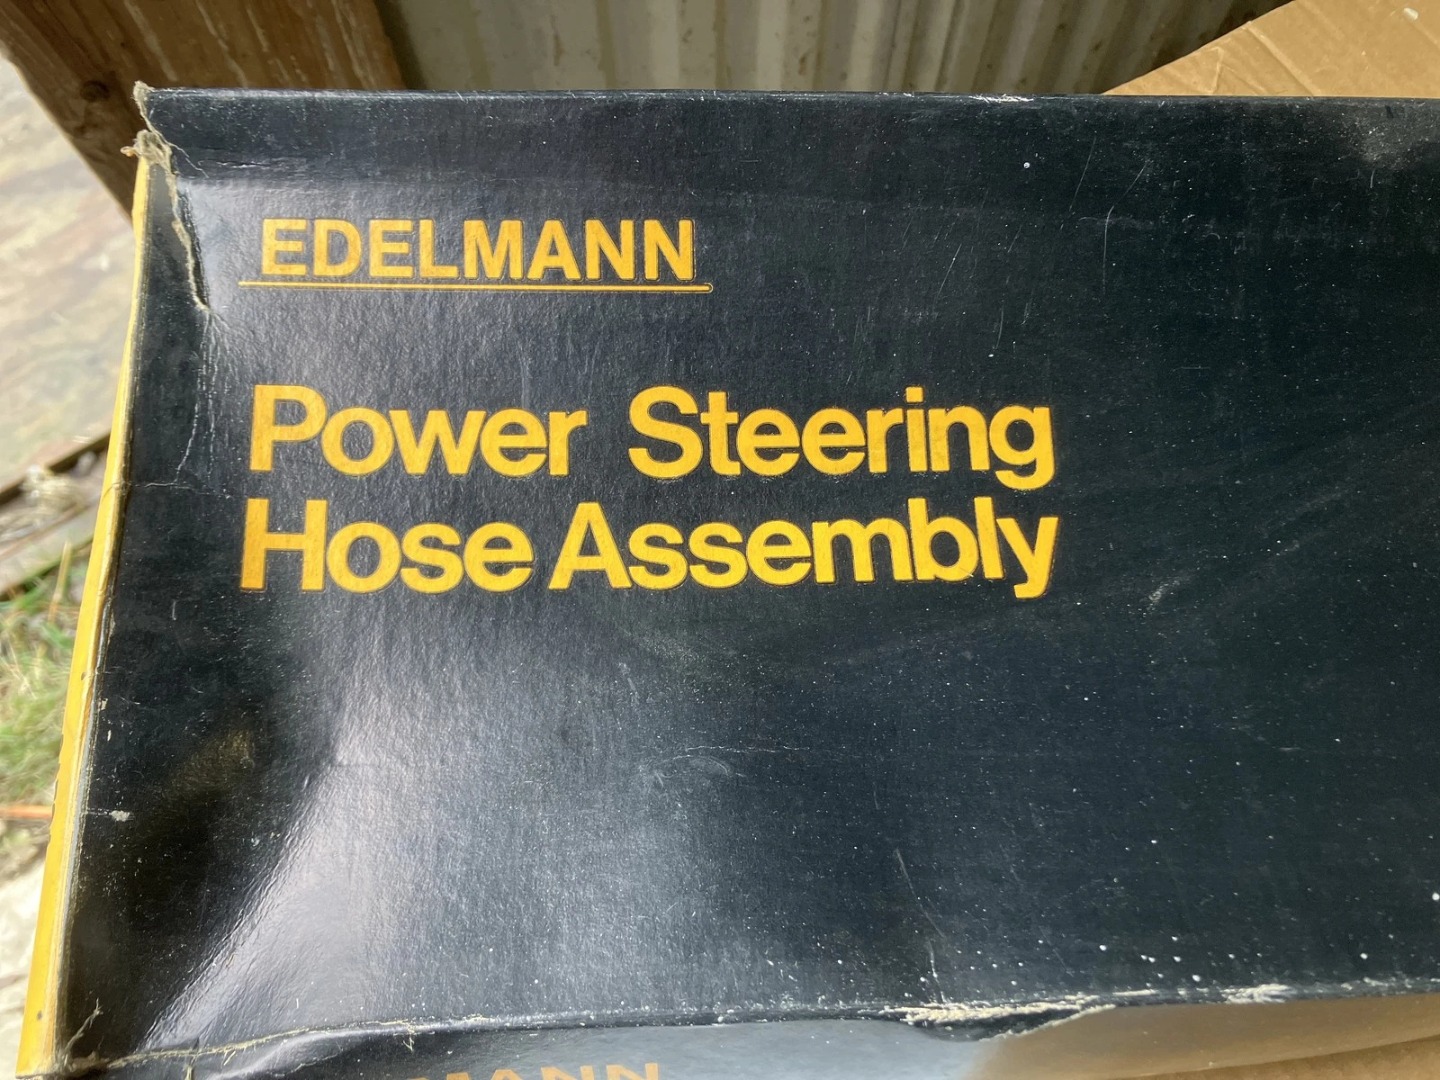 EDELMANN
Power Steering
Hose Assembly